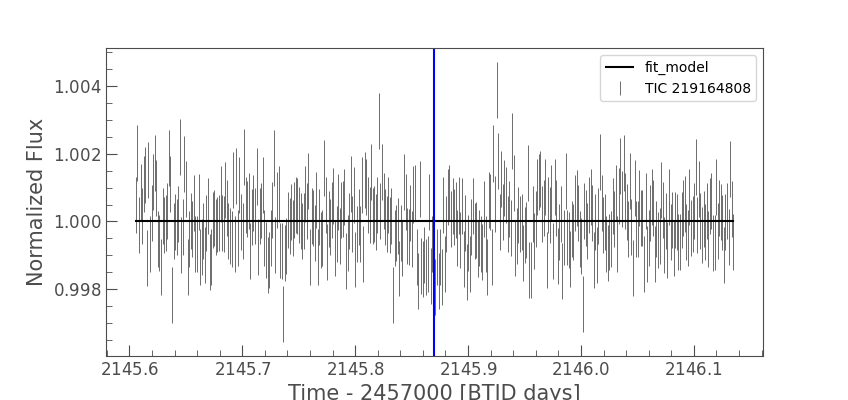 fit_model
TIC 219164808
Normalized Flux
1.004
1.002
1.000
0.998
2145.6 2145.7 2145.8 2145.9 2146.0 2146.1
Time - 2457000 [BTJD days]